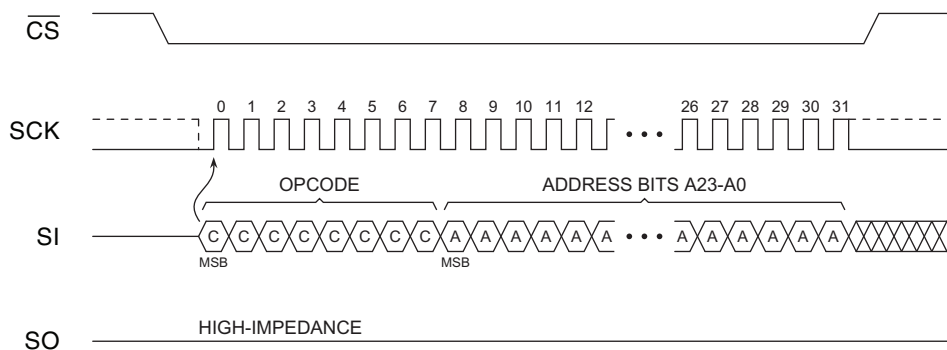 CS
0 1 2 3 4 5 6 7 8 9 10 11 12 26 27 28 29 30 31
SCK
OPCODE ADDRESS BITS A23-A0
SI C C C C C C C C A A A A A A A A A A A A
MSB MSB
HIGH-IMPEDANCE
SO